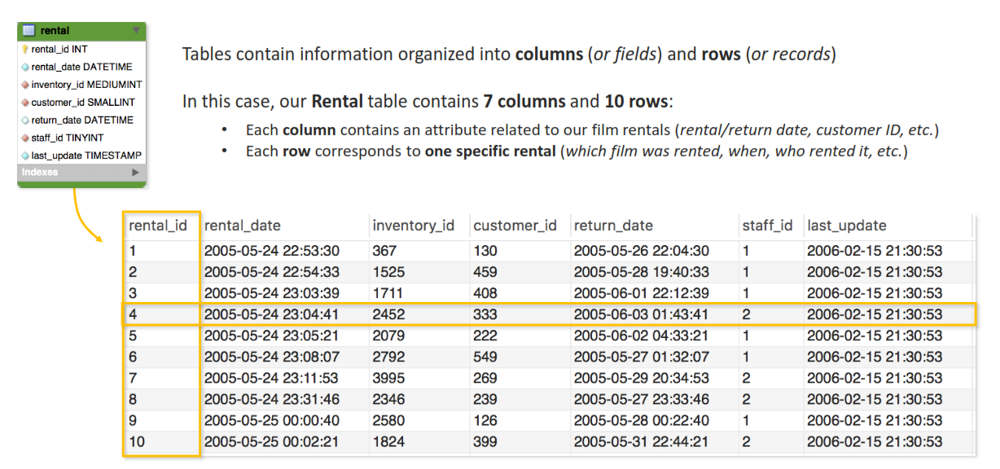 rental
rental_id INT
rental_date DATETIME
inventory_id MEDIUMINT
customer_id SMALLINT
return_date DATETIME
staff_id TINYINT
last_update TIMESTAMP
Indexes
Tables contain information organized into columns (or fields) and rows (or records)
In this case, our Rental table contains 7 columns and 10 rows:
• Each column contains an attribute related to our film rentals (rental/return date, customer ID, etc.)
• Each row corresponds to one specific rental (which film was rented, when, who rented it, etc.)
rental_id rental_date inventory_id customer_id return_date staff_id last_update
1 2005-05-24 22:53:30 367 130 2005-05-26 22:04:30 1 2006-02-15 21:30:53
2 2005-05-24 22:54:33 1525 459 2005-05-28 19:40:33 1 2006-02-15 21:30:53
3 2005-05-24 23:03:39 1711 408 2005-06-01 22:12:39 1 2006-02-15 21:30:53
4 2005-05-24 23:04:41 2452 333 2005-06-03 01:43:41 2 2006-02-15 21:30:53
5 2005-05-24 23:05:21 2079 222 2005-06-02 04:33:21 1 2006-02-15 21:30:53
6 2005-05-24 23:08:07 2792 549 2005-05-27 01:32:07 1 2006-02-15 21:30:53
7 2005-05-24 23:11:53 3995 269 2005-05-29 20:34:53 2 2006-02-15 21:30:53
8 2005-05-24 23:31:46 2346 239 2005-05-27 23:33:46 2 2006-02-15 21:30:53
9 2005-05-25 00:00:40 2580 126 2005-05-28 00:22:40 1 2006-02-15 21:30:53
10 2005-05-25 00:02:21 1824 399 2005-05-31 22:44:21 2 2006-02-15 21:30:53